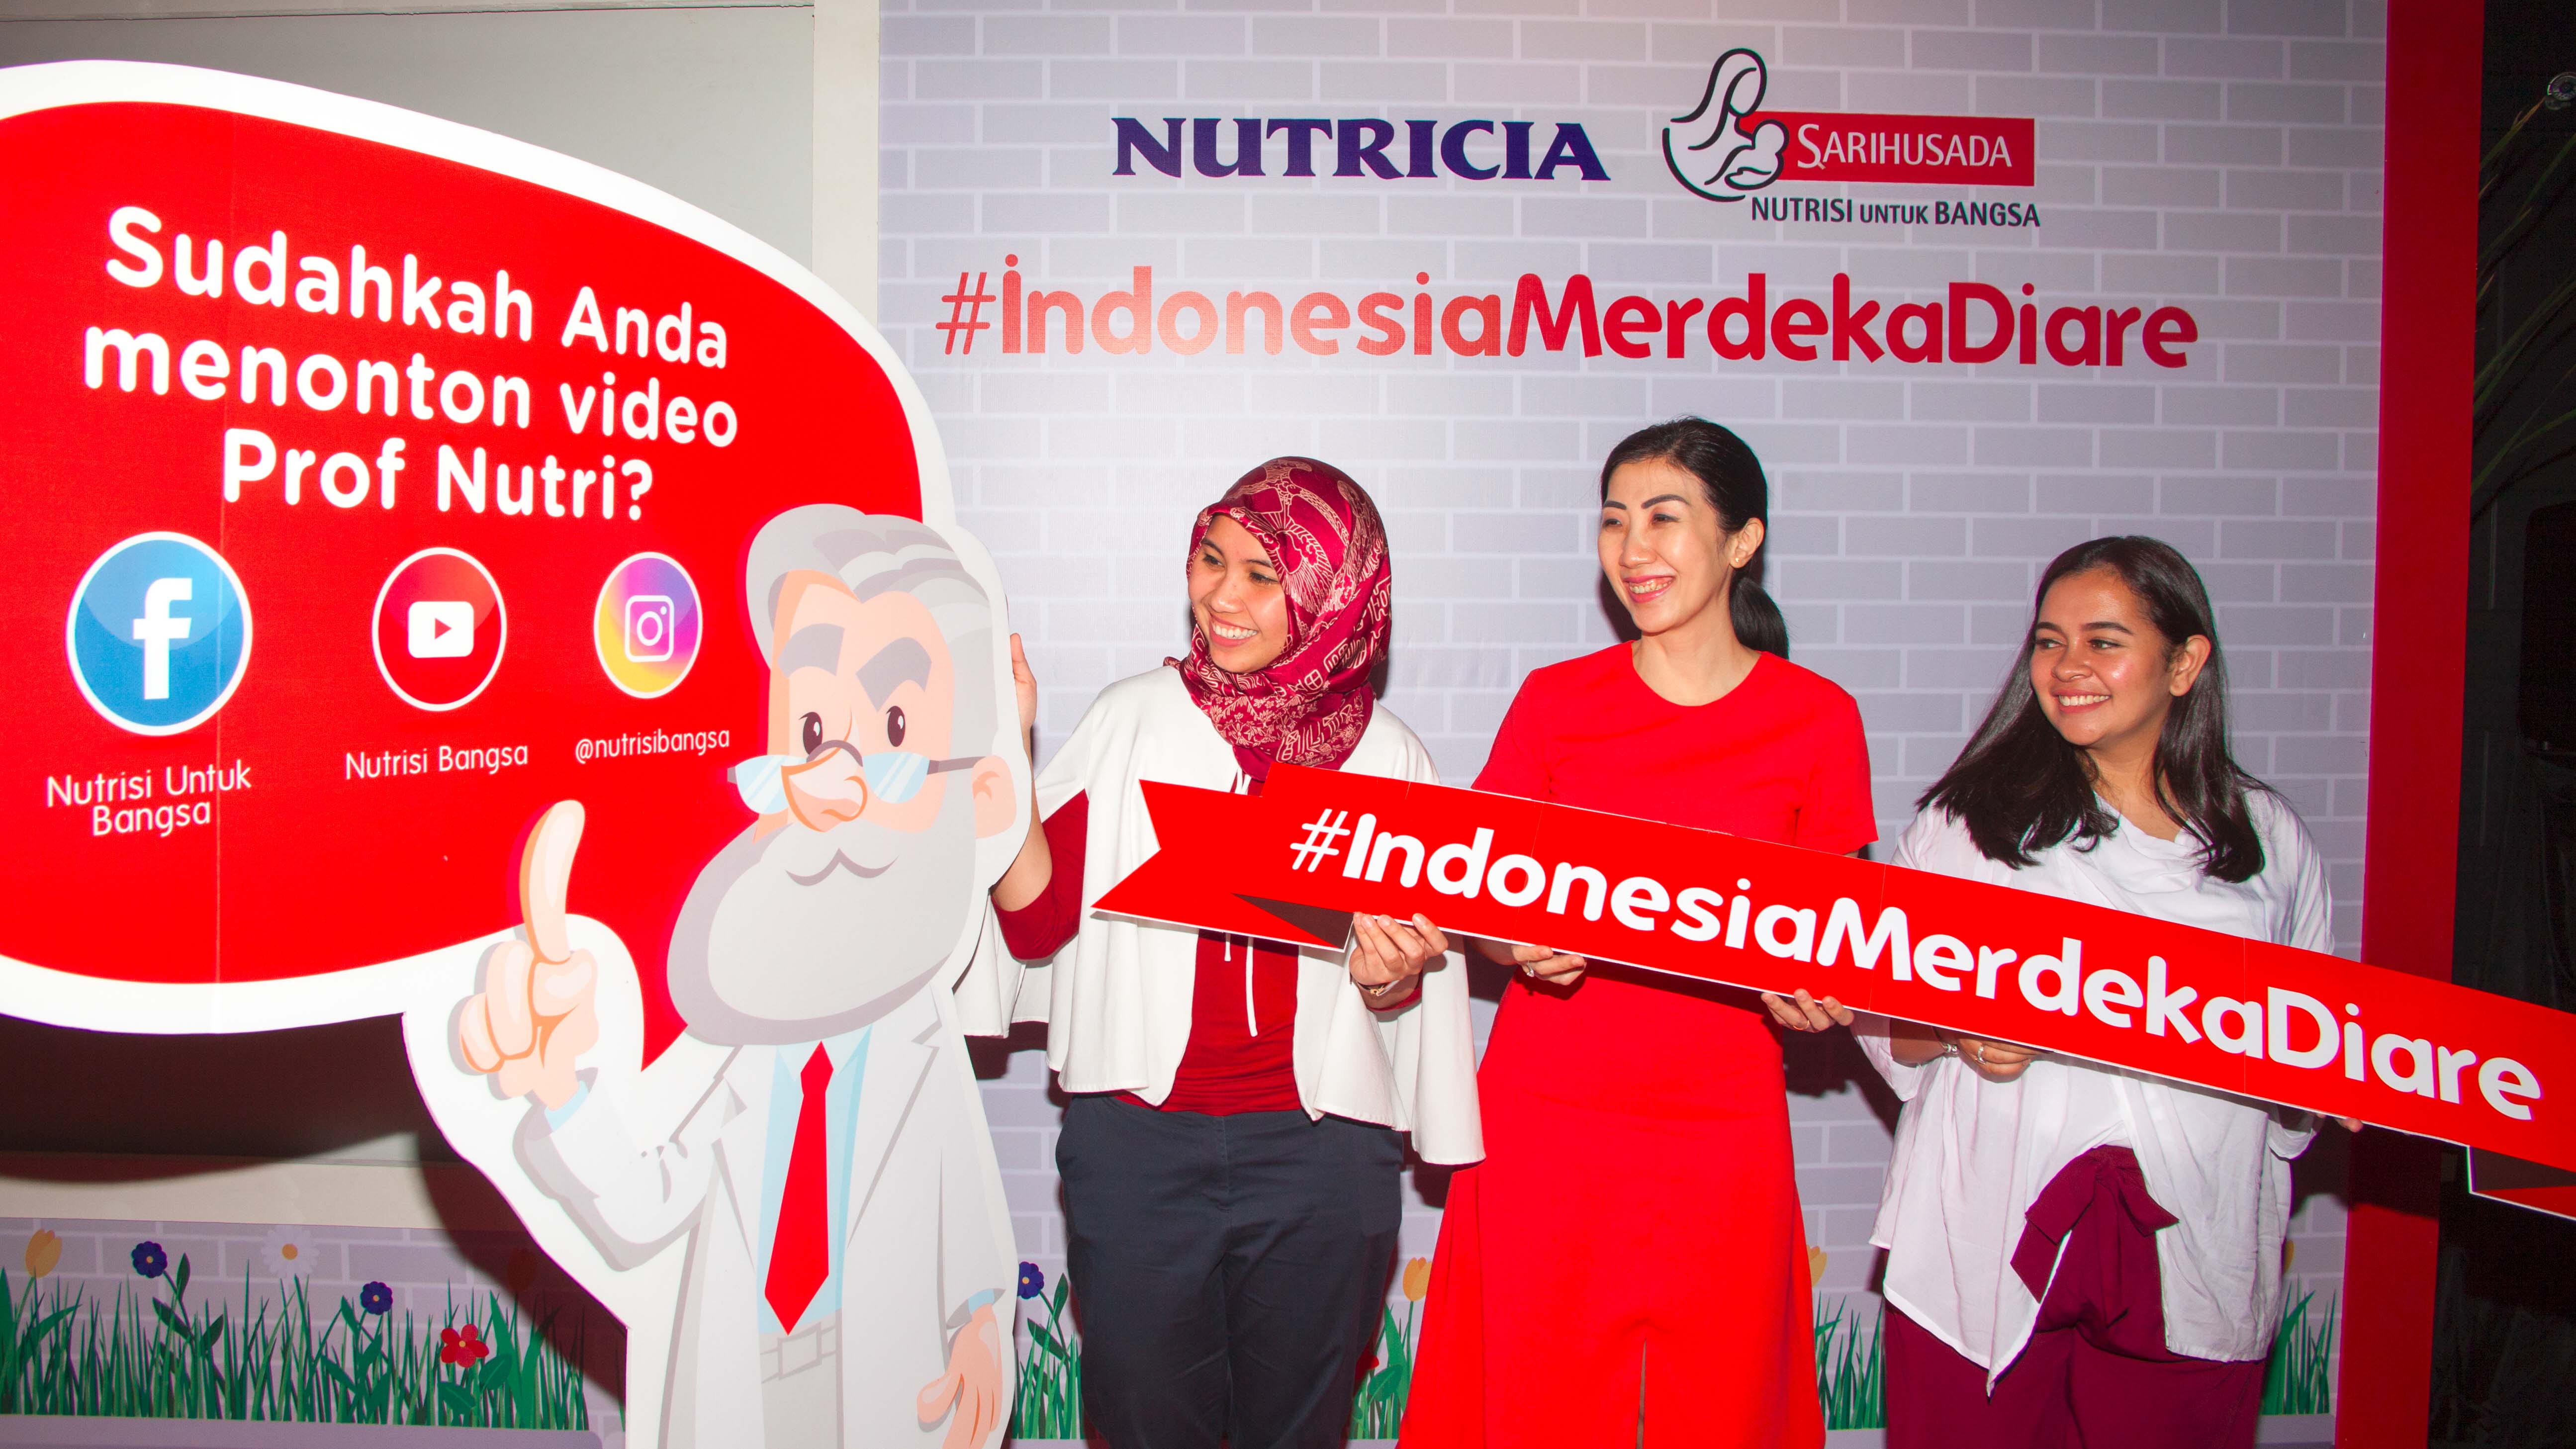 Sudahkah Anda
menonton video
Prof Nutri?
f
Nutrisi Untuk
Bangsa
Nutrisi Bangsa
@nutrisibangsa
NUTRICIA
SARIHUSADA
NUTRISI UNTUK BANGSA
#IndonesiaMerdekaDiare
#IndonesiaMerdekaDiare